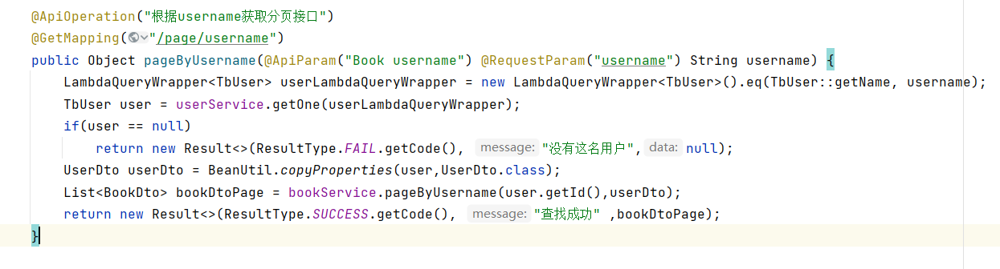 @ApiOperation("根据username获取分页接口")
@GetMapping("/page/username")
public Object pageByUsername(@ApiParam("Book username") @RequestParam("username") String username) {
LambdaQueryWrapper<TbUser> userLambdaQueryWrapper = new LambdaQueryWrapper<TbUser>().eq(TbUser::getName, username);
TbUser user = userService.getOne(userLambdaQueryWrapper);
if(user == null)
return new Result<>(ResultType.FAIL.getCode(), message: "没有这名用户", data: null);
UserDto userDto = BeanUtil.copyProperties(user,UserDto.class);
List<BookDto> bookDtoPage = bookService.pageByUsername(user.getId(),userDto);
return new Result<>(ResultType.SUCCESS.getCode(), message: "查找成功" ,bookDtoPage);
}